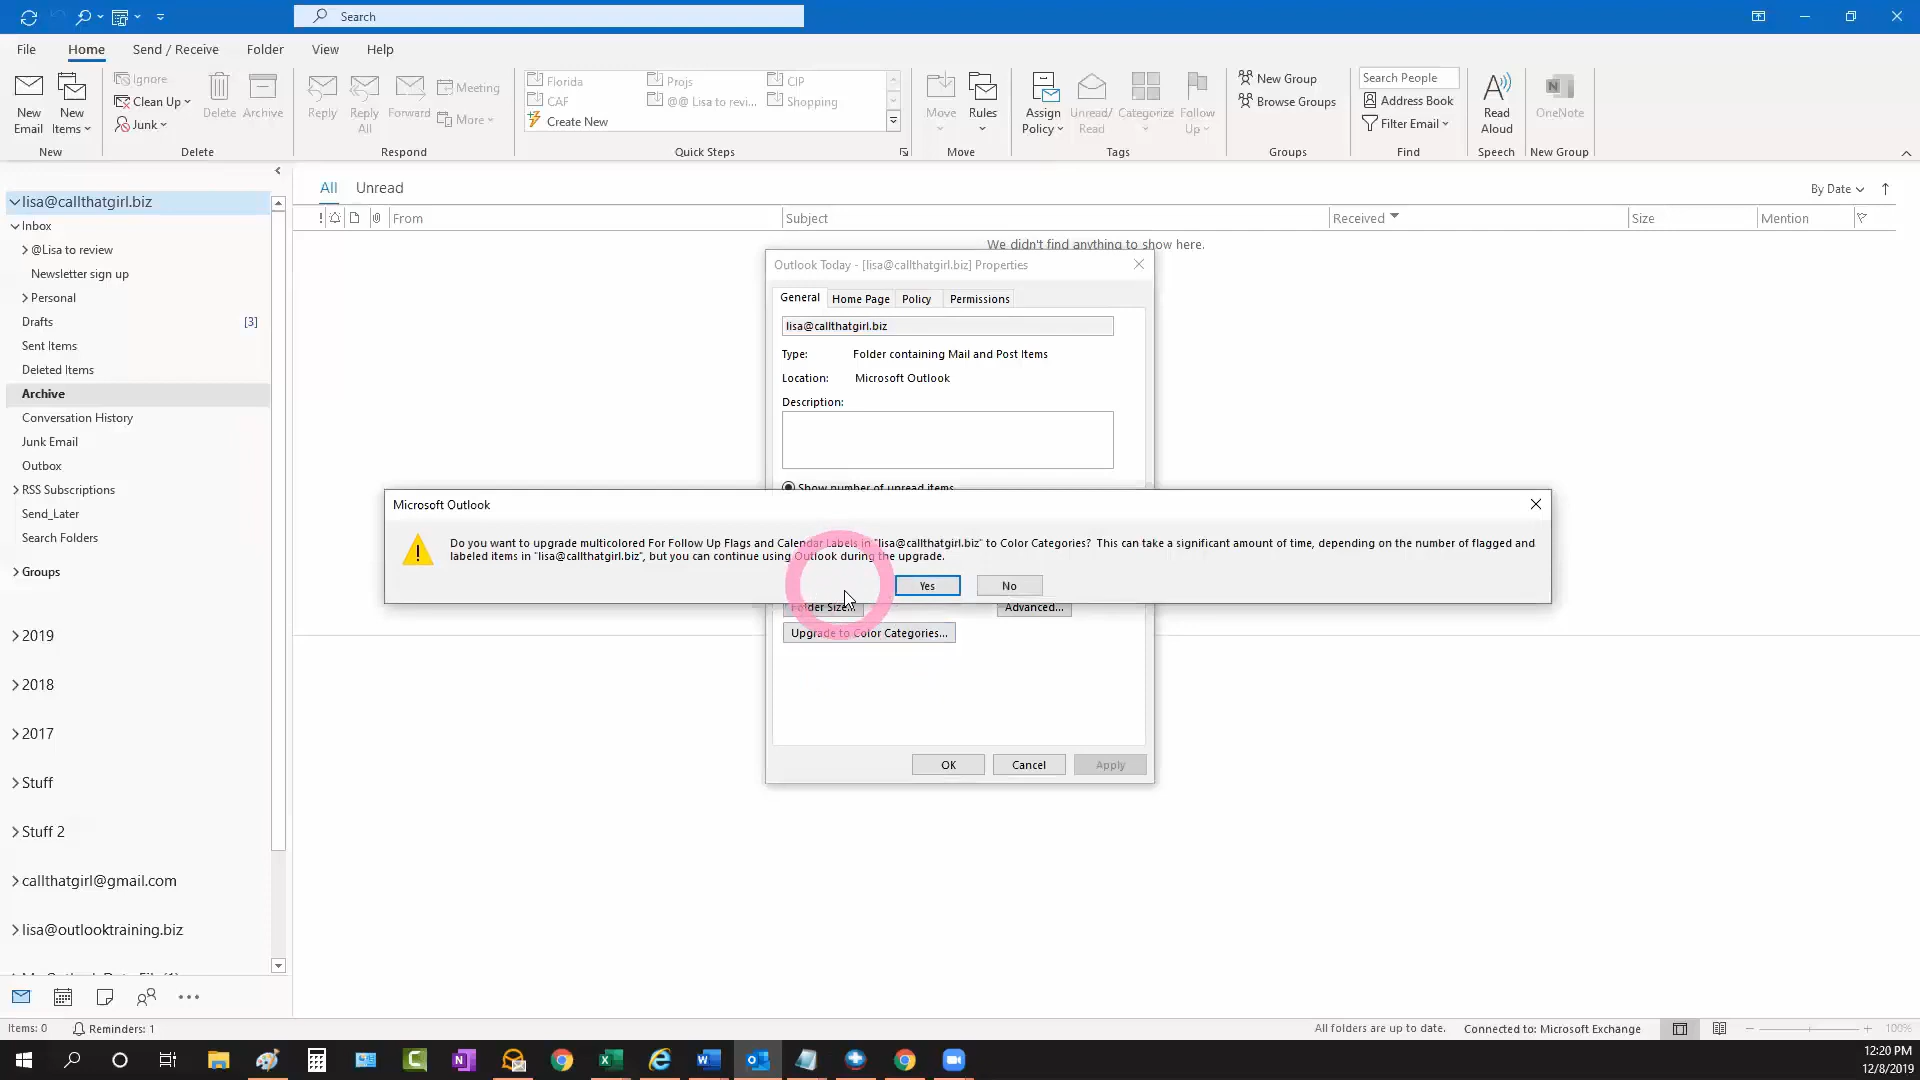 Search
File Home Send / Receive Folder View Help
New Email
New Items
New
Ignore
Clean Up
Junk
Delete
Archive
Delete
Reply
Reply All
Forward
Meeting
More
Respond
Florida
CAF
Create New
Projs
@@ Lisa to revi...
CIP
Shopping
Quick Steps
Move
Rules
Move
Assign Policy
Unread/ Read
Categorize
Follow Up
Tags
New Group
Browse Groups
Groups
Search People
Address Book
Filter Email
Find
Read Aloud
Speech
OneNote
New Group
lisa@callthatgirl.biz
Inbox
@Lisa to review
Newsletter sign up
Personal
Drafts [3]
Sent Items
Deleted Items
Archive
Conversation History
Junk Email
Outbox
RSS Subscriptions
Send_Later
Search Folders
Groups
2019
2018
2017
Stuff
Stuff 2
callthatgirl@gmail.com
lisa@outlooktraining.biz
All Unread
By Date
! From Subject Received Size Mention
We didn't find anything to show here.
Outlook Today - [lisa@callthatgirl.biz] Properties
General Home Page Policy Permissions
lisa@callthatgirl.biz
Type: Folder containing Mail and Post Items
Location: Microsoft Outlook
Description:
Show number of unread items
Microsoft Outlook
Do you want to upgrade multicolored For Follow Up Flags and Calendar Labels in "lisa@callthatgirl.biz" to Color Categories? This can take a significant amount of time, depending on the number of flagged and
labeled items in "lisa@callthatgirl.biz", but you can continue using Outlook during the upgrade.
Yes No
Folder Size... Advanced...
Upgrade to Color Categories...
OK Cancel Apply
Items: 0 Reminders: 1
All folders are up to date. Connected to: Microsoft Exchange 100%
12:20 PM
12/8/2019